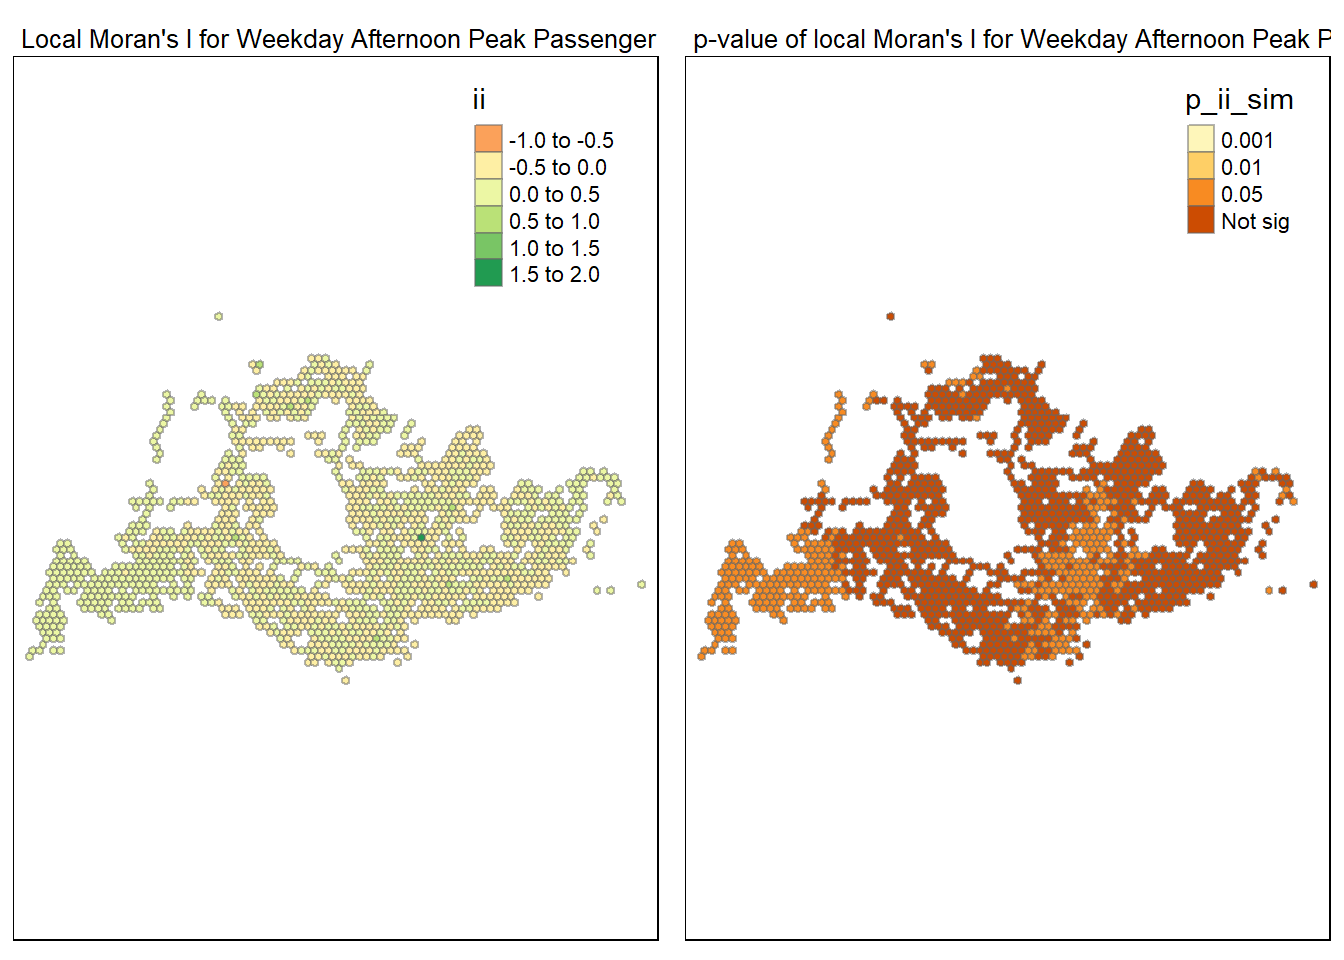 Local Moran's I for Weekday Afternoon Peak Passenger
ii
-1.0 to -0.5
-0.5 to 0.0
0.0 to 0.5
0.5 to 1.0
1.0 to 1.5
1.5 to 2.0
p-value of local Moran's I for Weekday Afternoon Peak P
p_ii_sim
0.001
0.01
0.05
Not sig